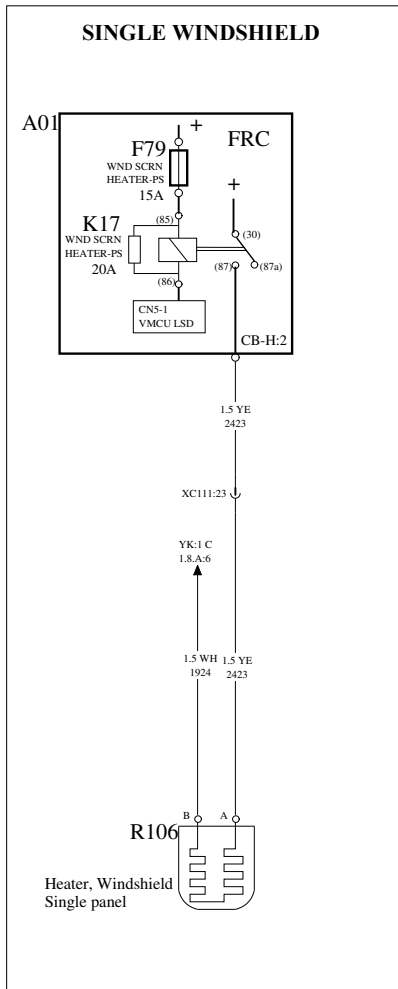 SINGLE WINDSHIELD
A01
F79
WND SCRN
HEATER-PS
15A
+
FRC
+
K17
WND SCRN
HEATER-PS
20A
(85)
(86)
(30)
(87)
(87a)
CN5-1
VMCU LSD
CB-H:2
1.5 YE
2423
XC111:23
YK:1 C
1.8.A:6
1.5 WH
1924
1.5 YE
2423
B
A
R106
Heater, Windshield
Single panel